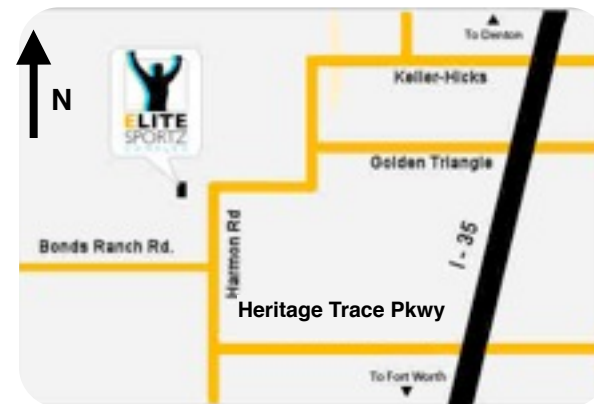 To Denton
N
Keller-Hicks
ELITE
SPORTZ
Golden Triangle
I - 35
Harmon Rd
Bonds Ranch Rd.
Heritage Trace Pkwy
To Fort Worth